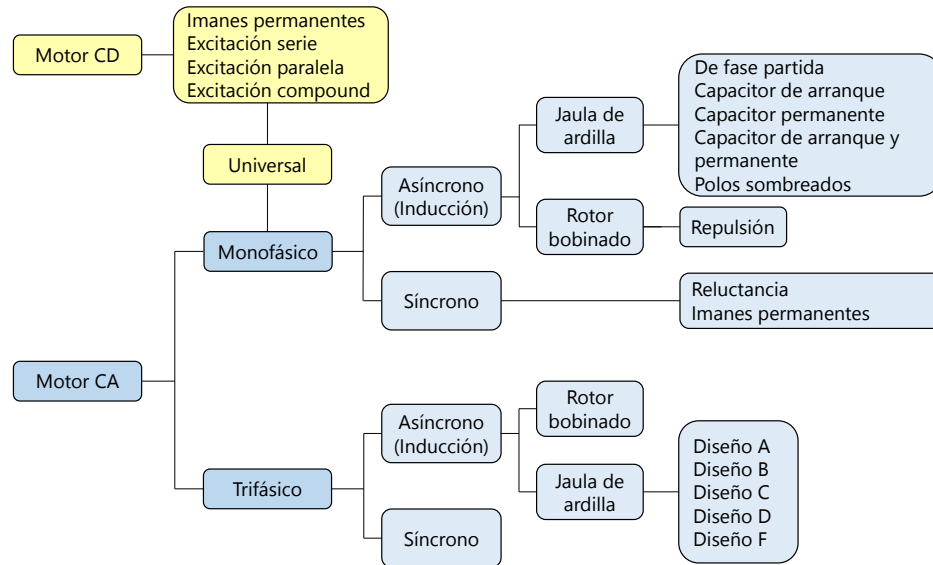 Motor CD
Imanes permanentes
Excitación serie
Excitación paralela
Excitación compound
Universal
Motor CA
Monofásico
Asíncrono
(Inducción)
Jaula de
ardilla
De fase partida
Capacitor de arranque
Capacitor permanente
Capacitor de arranque y
permanente
Polos sombreados
Rotor
bobinado
Repulsión
Síncrono
Reluctancia
Imanes permanentes
Trifásico
Asíncrono
(Inducción)
Rotor
bobinado
Jaula de
ardilla
Diseño A
Diseño B
Diseño C
Diseño D
Diseño F
Síncrono